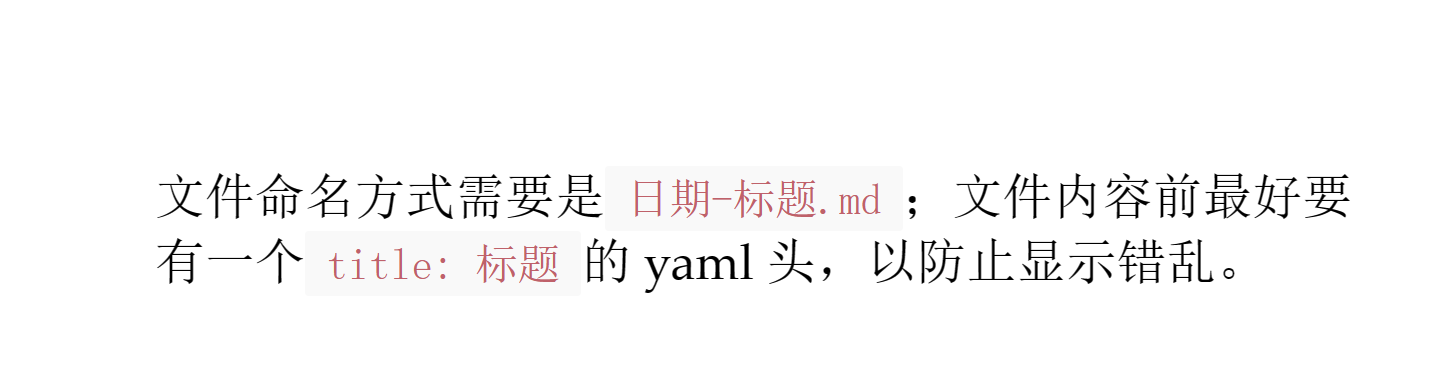 文件命名方式需要是 日期-标题.md ；文件内容前最好要
有一个 title: 标题 的 yaml 头，以防止显示错乱。